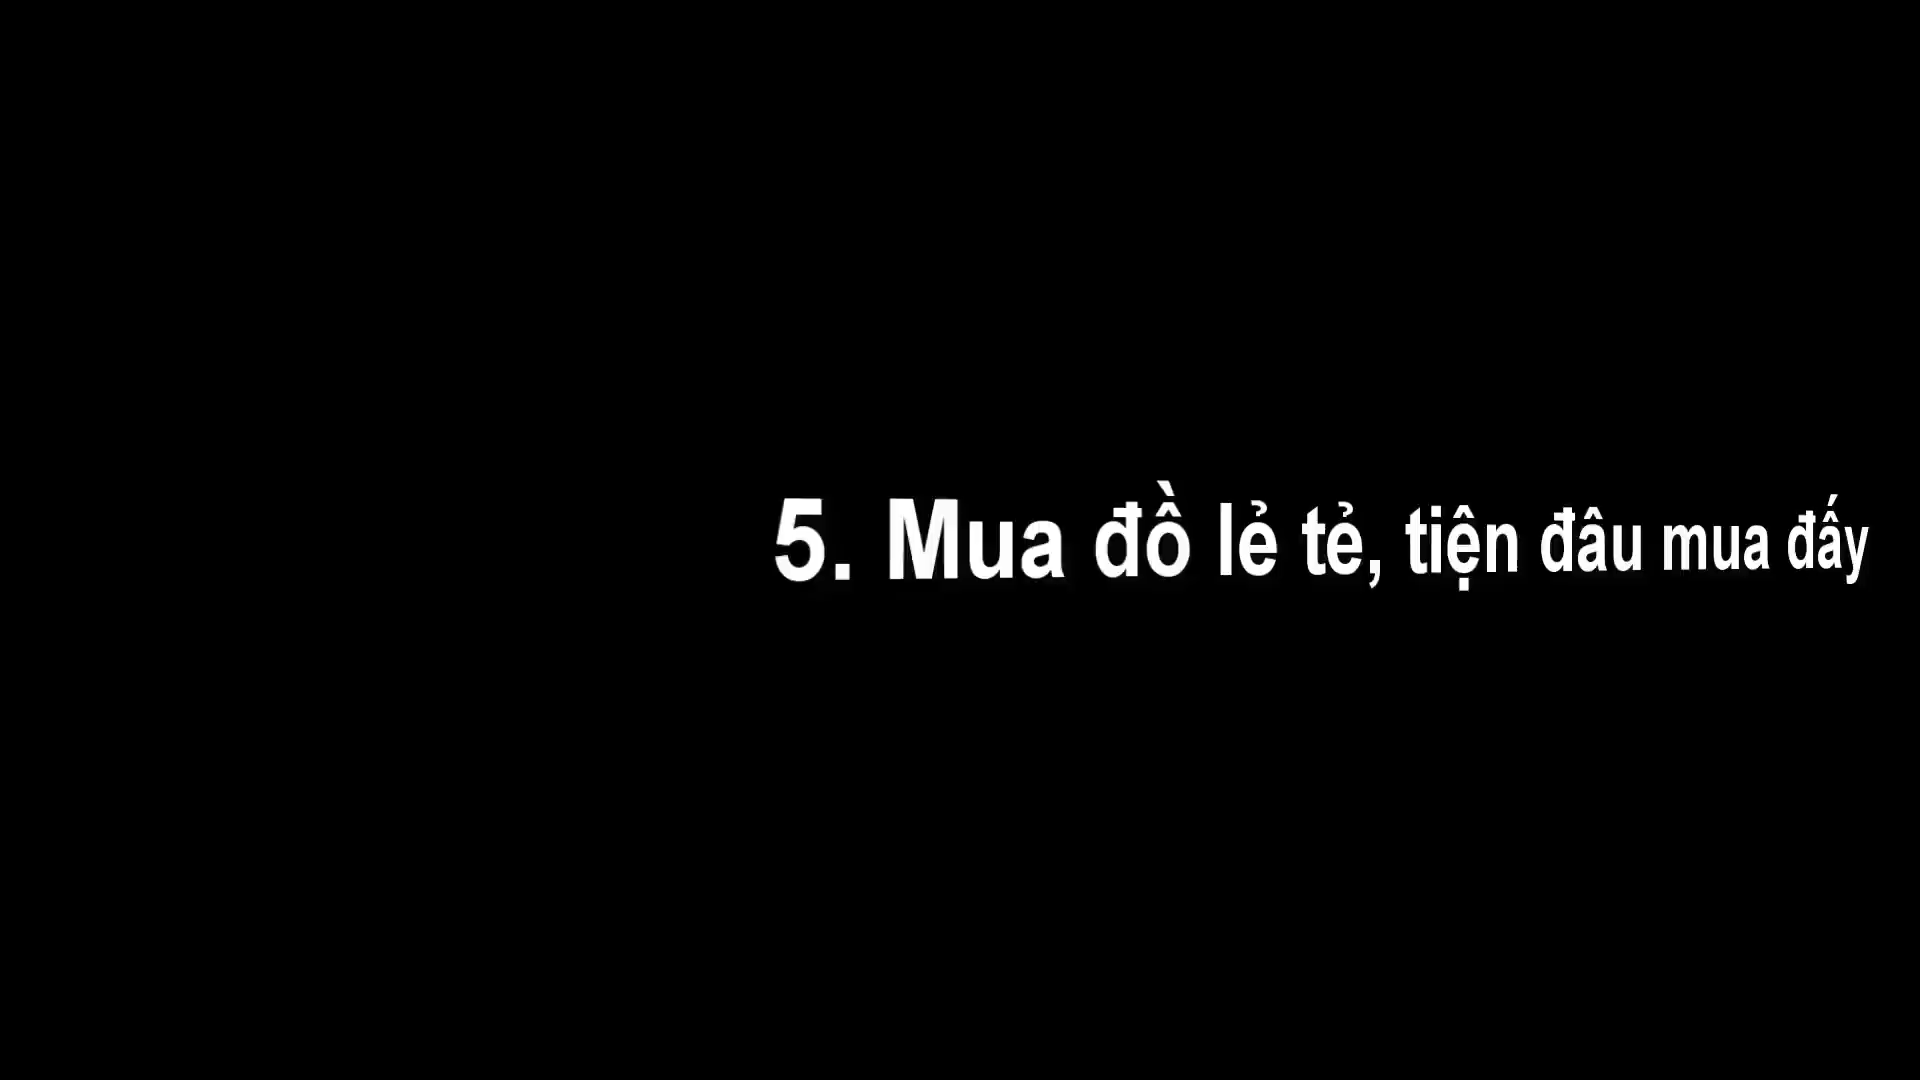 5. Mua đồ lẻ tẻ, tiện đâu mua đấy